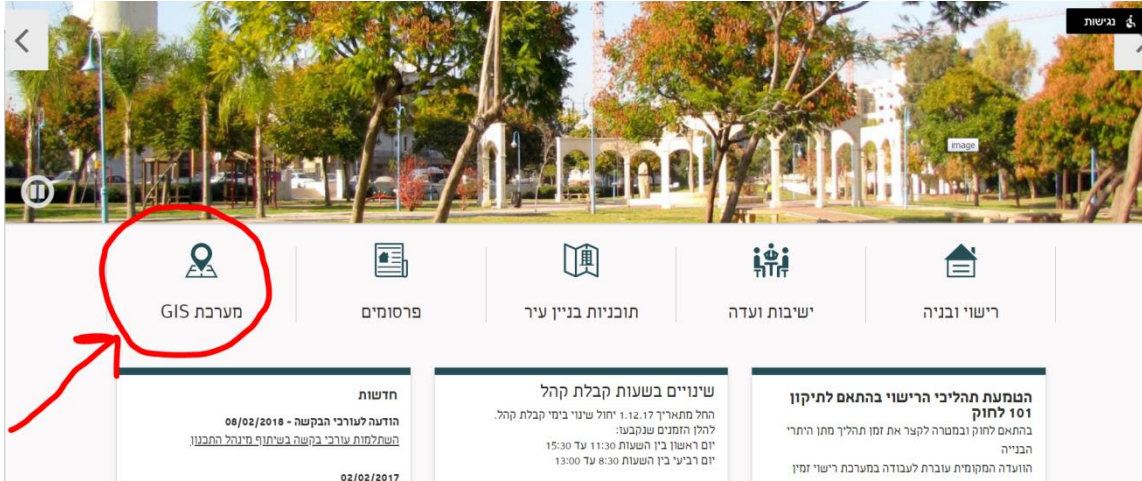 נגישות
image
רישוי ובניה
ישיבות ועדה
תוכניות בניין עיר
פרסומים
מערכת GIS
הטמעת תהליכי הרישוי בהתאם לתיקון
101 לחוק
בהתאם לחוק ובמטרה לקצר את זמן תהליך מתן היתרי
הבנייה
הוועדה המקומית עוברת לעבודה במערכת רישוי זמין
שינויים בשעות קבלת קהל
החל מתאריך 1.12.17 יחול שינוי בימי קבלת קהל.
להלן הזמנים שנקבעו:
יום ראשון בין השעות 11:30 עד 15:30
יום רביעי בין השעות 8:30 עד 13:00
חדשות
הודעה לעורכי הבקשה - 08/02/2018
השתלמות עורכי בקשה בשיתוף מינהל התכנון
02/02/2017